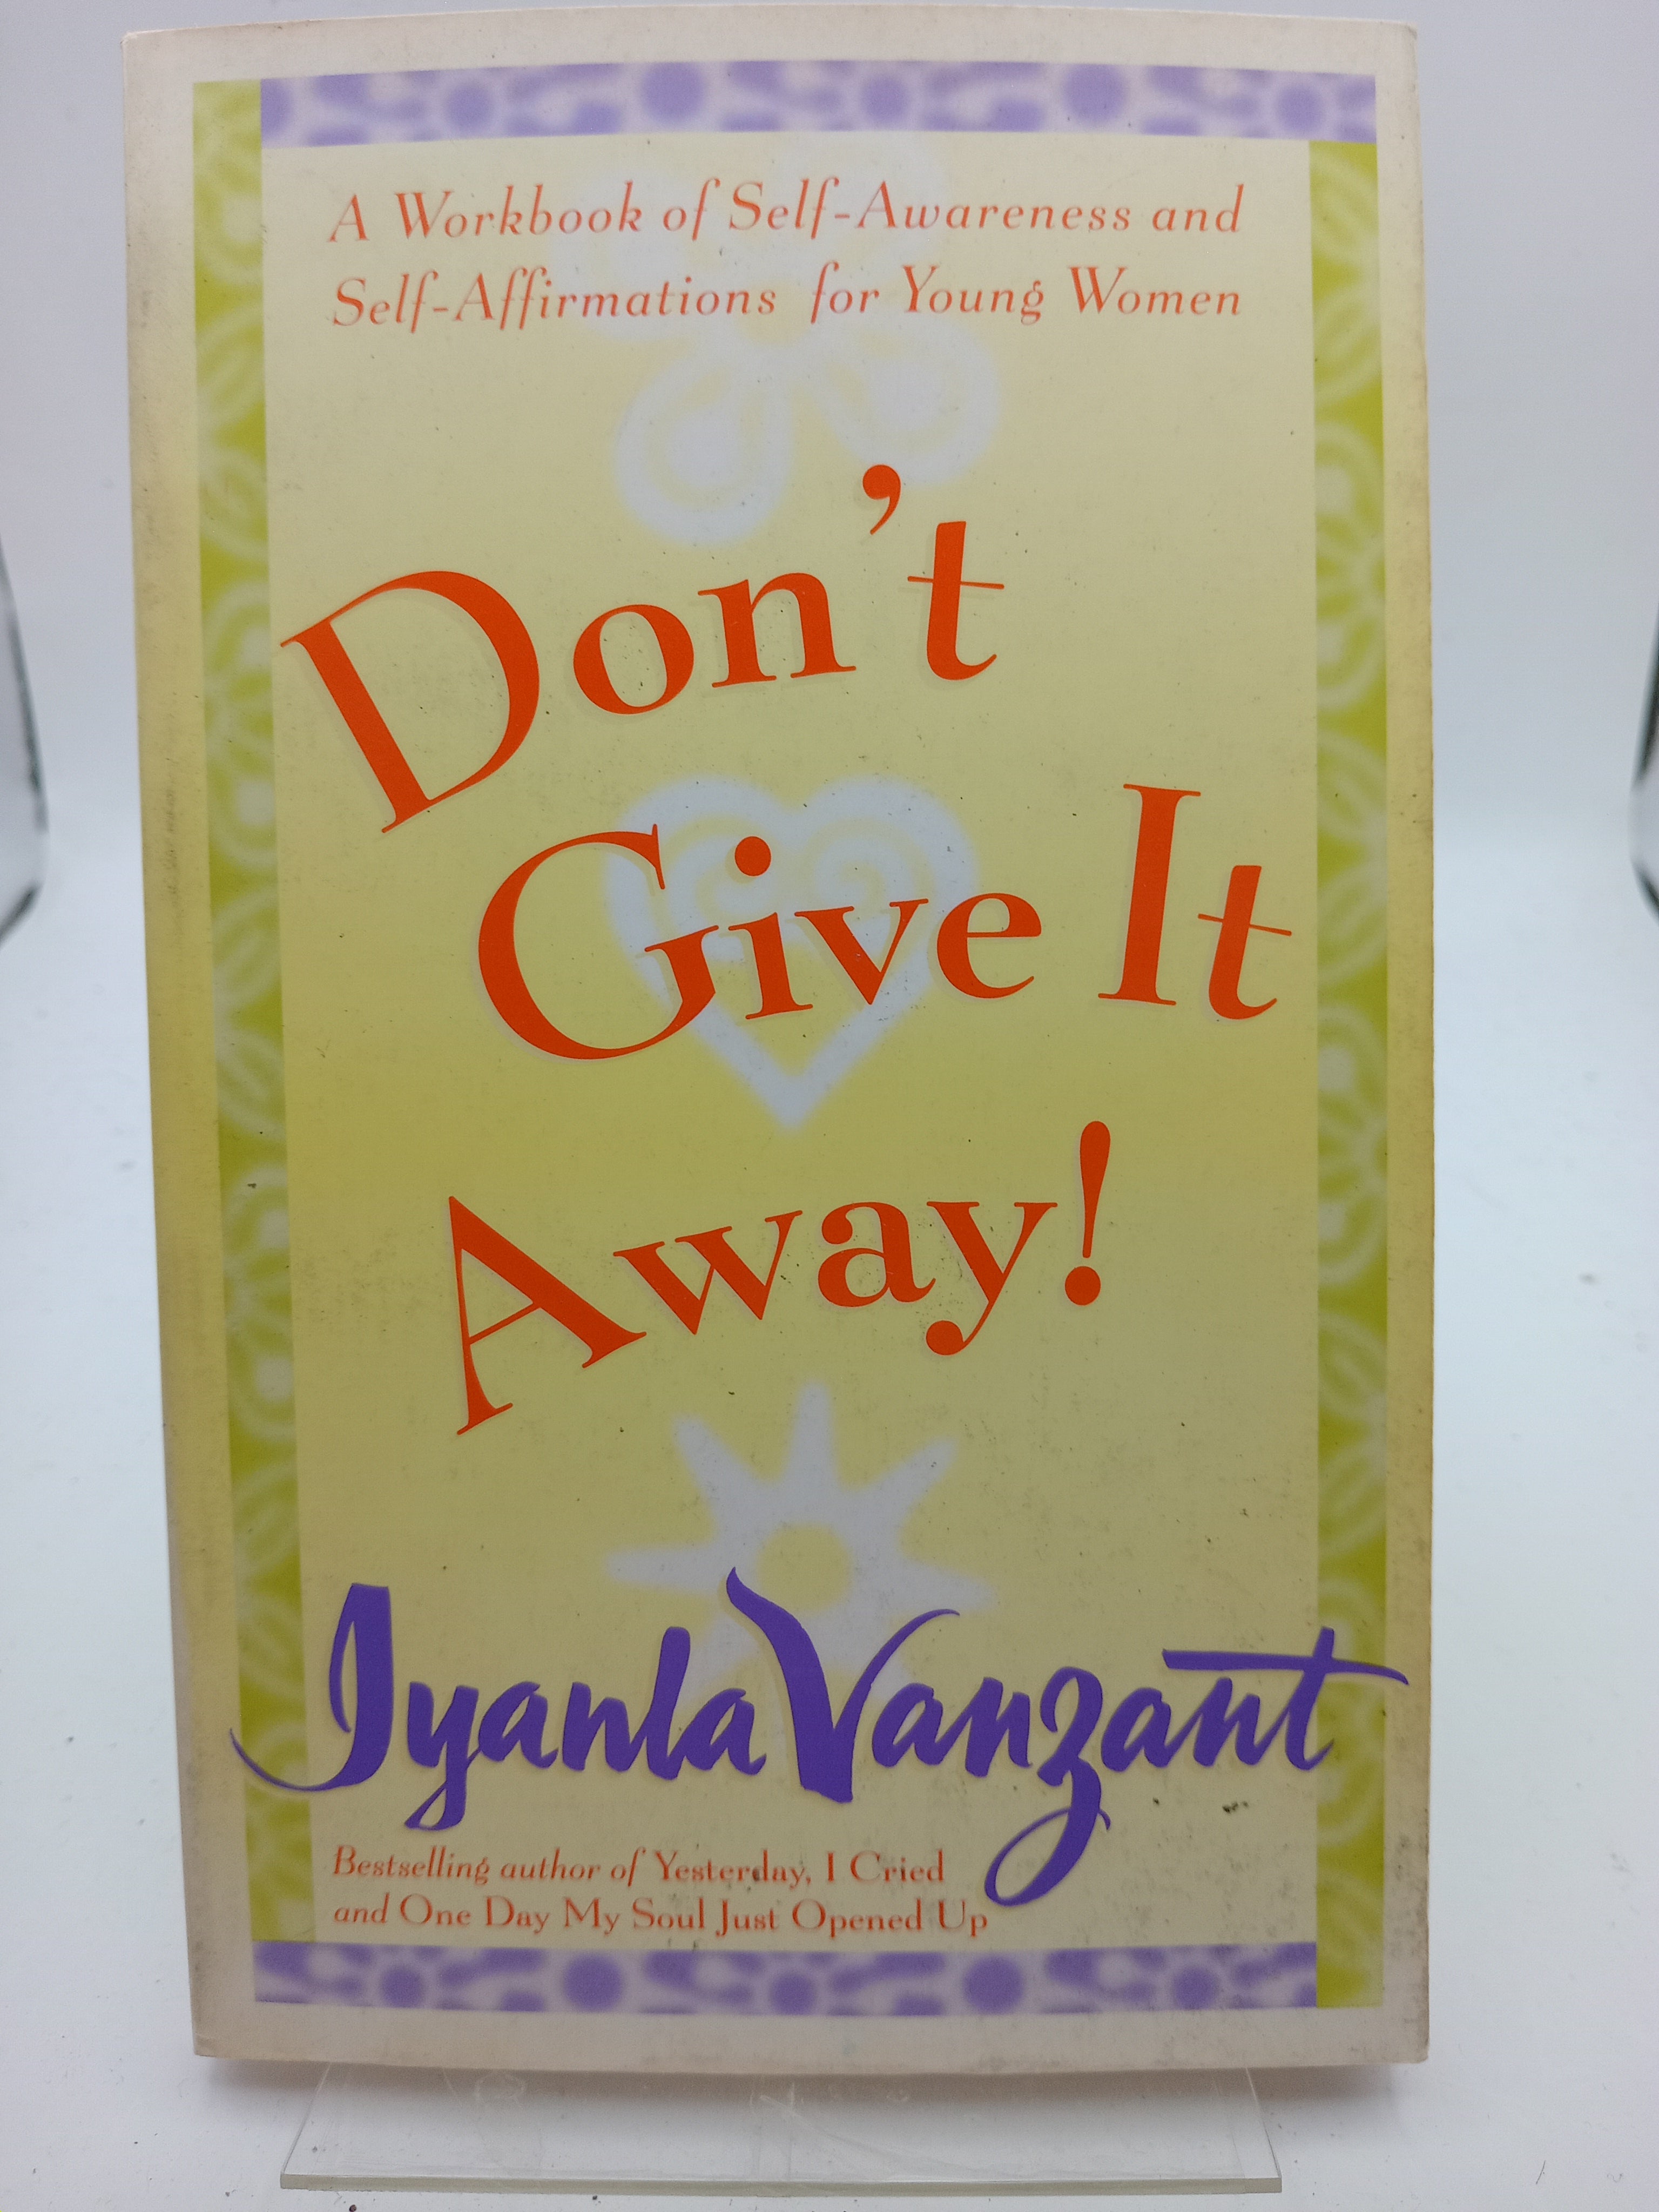 A Workbook of Self-Awareness and
Self-Affirmations for Young Women
Don't
Give It
Away!
Iyanla Vanzant
Bestselling author of Yesterday, I Cried
and One Day My Soul Just Opened Up